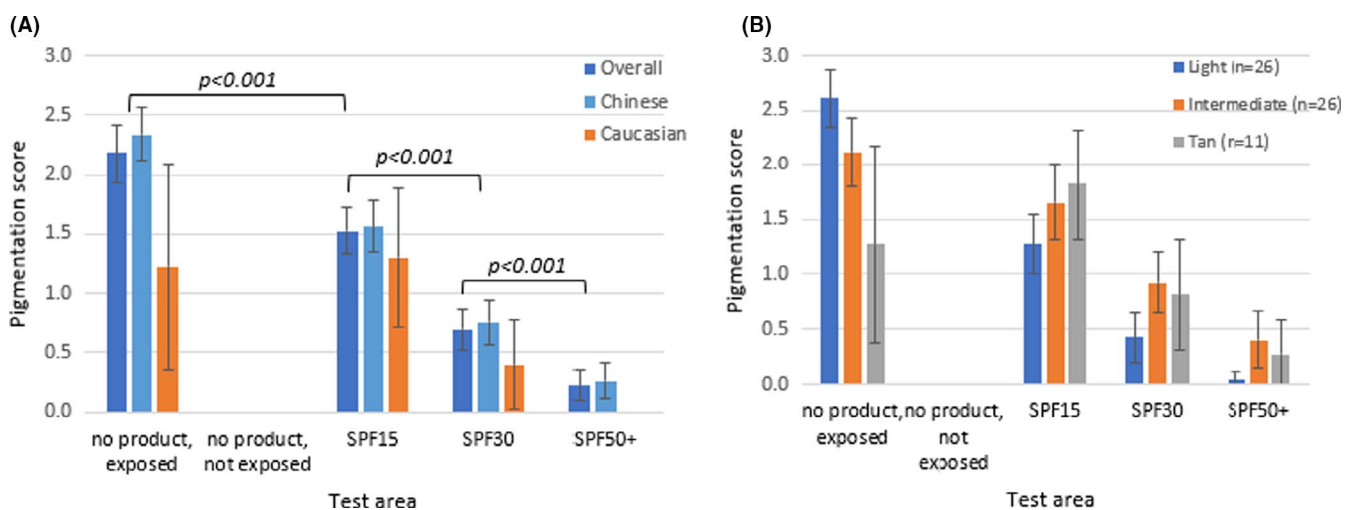 (A)
3.0
2.5
2.0
1.5
1.0
0.5
0.0
Pigmentation score
p<0.001
p<0.001
p<0.001
Overall
Chinese
Caucasian
no product,
exposed
no product,
not exposed
SPF15
SPF30
SPF50+
Test area
(B)
3.0
2.5
2.0
1.5
1.0
0.5
0.0
Pigmentation score
Light (n=26)
Intermediate (n=26)
Tan (n=11)
no product,
exposed
no product,
not
exposed
SPF15
SPF30
SPF50+
Test area